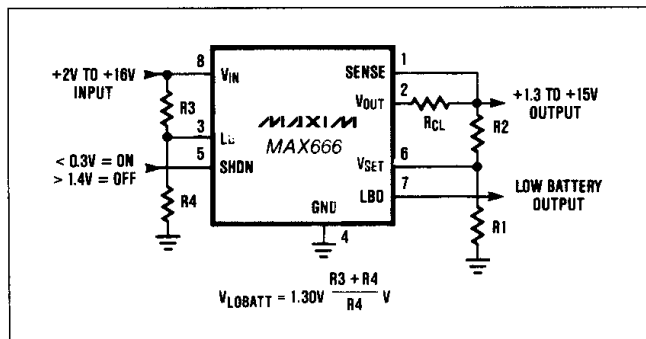 8
+2V TO +16V
INPUT
VIN
R3
3
5
SHDN
< 0.3V = ON
> 1.4V = OFF
R4
MAXIM
MAX666
GND
4
SENSE
1
VOUT
2
RCL
+1.3 TO +15V
OUTPUT
R2
VSET
6
LBO
7
LOW BATTERY
OUTPUT
R1
VLOBATT = 1.30V R3 + R4
R4
V